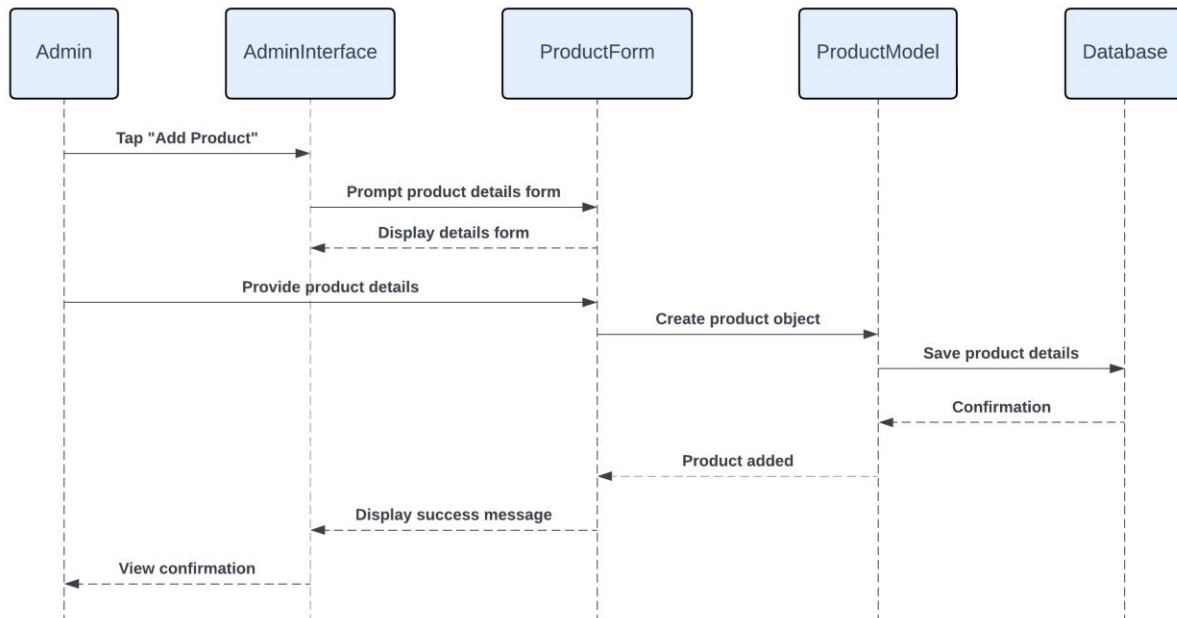 Admin
AdminInterface
ProductForm
ProductModel
Database
Tap "Add Product"
Prompt product details form
Display details form
Provide product details
Create product object
Save product details
Confirmation
Product added
Display success message
View confirmation